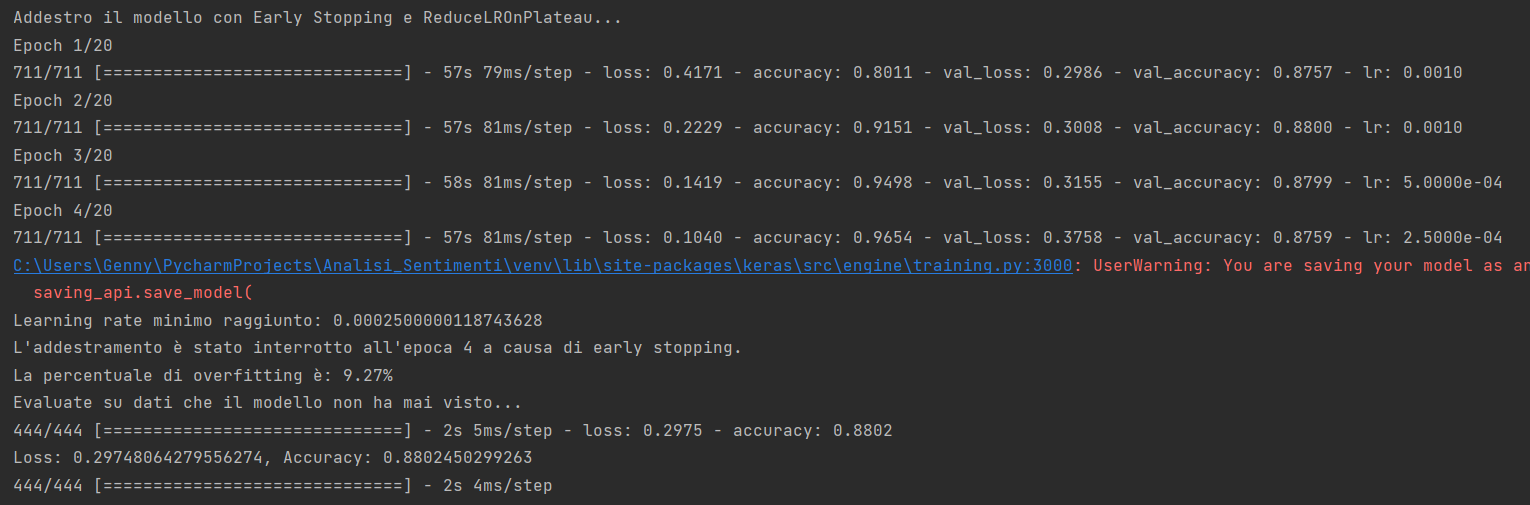 Addestro il modello con Early Stopping e ReduceLROnPlateau...
Epoch 1/20
711/711 [==============================] - 57s 79ms/step - loss: 0.4171 - accuracy: 0.8011 - val_loss: 0.2986 - val_accuracy: 0.8757 - lr: 0.0010
Epoch 2/20
711/711 [==============================] - 57s 81ms/step - loss: 0.2229 - accuracy: 0.9151 - val_loss: 0.3008 - val_accuracy: 0.8800 - lr: 0.0010
Epoch 3/20
711/711 [==============================] - 58s 81ms/step - loss: 0.1419 - accuracy: 0.9498 - val_loss: 0.3155 - val_accuracy: 0.8799 - lr: 5.0000e-04
Epoch 4/20
711/711 [==============================] - 57s 81ms/step - loss: 0.1040 - accuracy: 0.9654 - val_loss: 0.3758 - val_accuracy: 0.8759 - lr: 2.5000e-04
C:\Users\Genny\PycharmProjects\Analisi_Sentimenti\venv\lib\site-packages\keras\src\engine\training.py:3000: UserWarning: You are saving your model as
saving_api.save_model(
Learning rate minimo raggiunto: 0.0002500000118743628
L'addestramento è stato interrotto all'epoca 4 a causa di early stopping.
La percentuale di overfitting è: 9.27%
Evaluate su dati che il modello non ha mai visto...
444/444 [==============================] - 2s 5ms/step - loss: 0.2975 - accuracy: 0.8802
Loss: 0.29748064279556274, Accuracy: 0.8802450299263
444/444 [==============================] - 2s 4ms/step